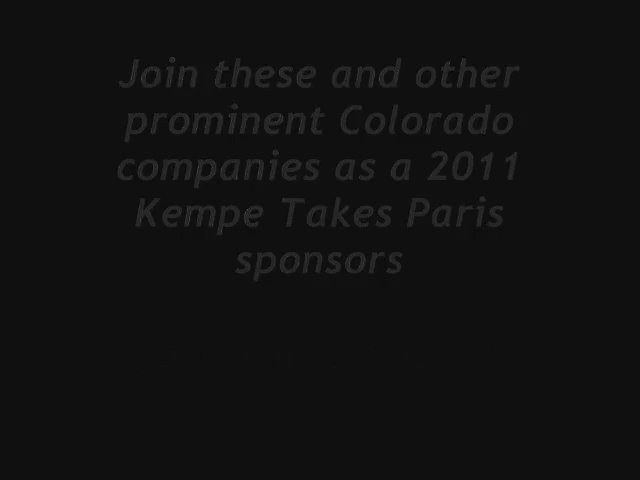 Join these and other
prominent Colorado
companies as a 2011
Kempe Takes Paris
sponsors